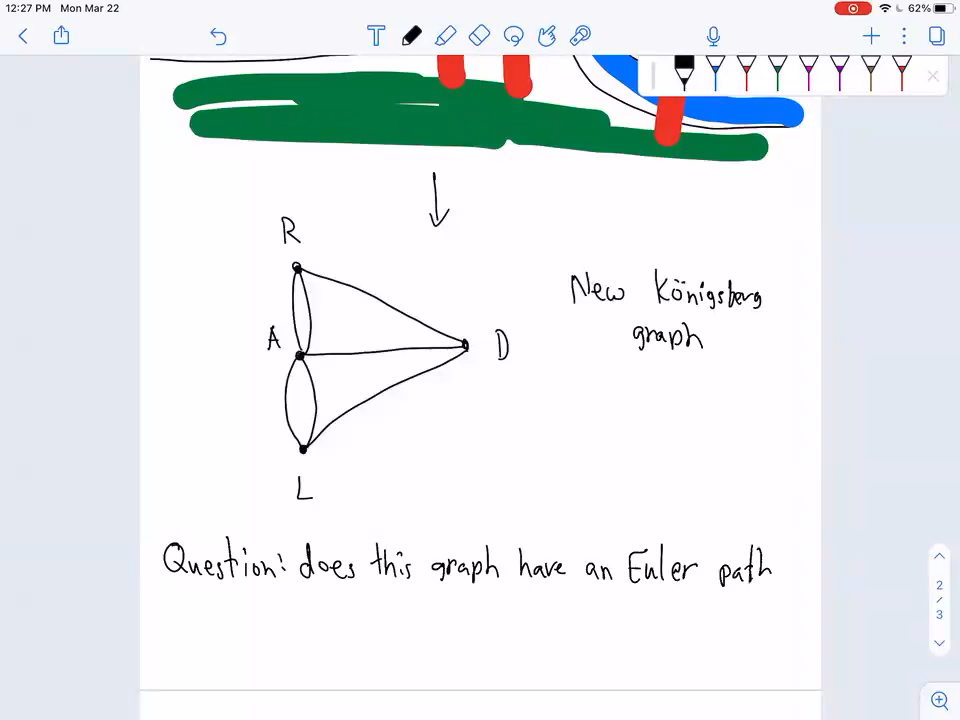 12:27 PM Mon Mar 22
62%
T
R
New Königsberg
graph
A
D
L
Question: does this graph have an Euler path
2
/
3